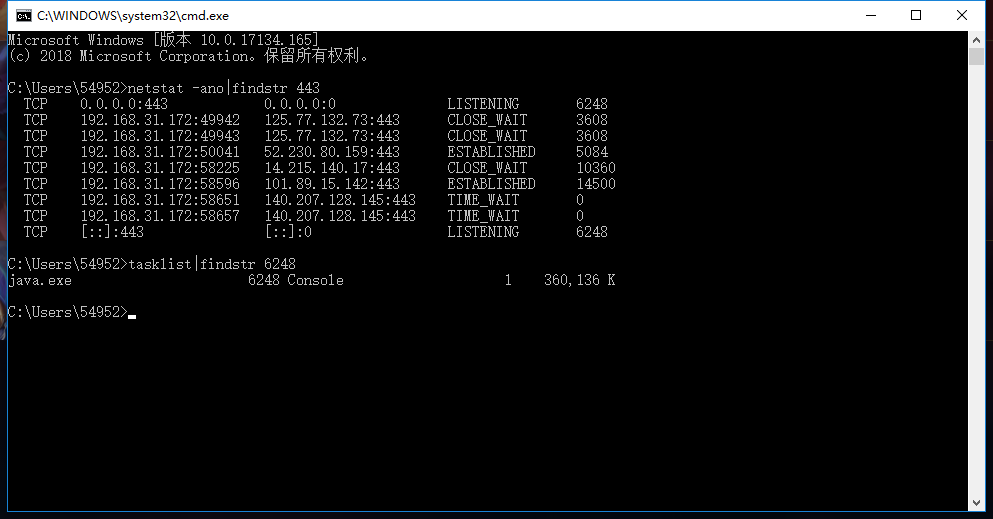 C:\WINDOWS\system32\cmd.exe
Microsoft Windows [版本 10.0.17134.165]
(c) 2018 Microsoft Corporation。保留所有权利。
C:\Users\54952>netstat -ano|findstr 443
TCP    0.0.0.0:443    0.0.0.0:0    LISTENING    6248
TCP    192.168.31.172:49942    125.77.132.73:443    CLOSE_WAIT    3608
TCP    192.168.31.172:49943    125.77.132.73:443    CLOSE_WAIT    3608
TCP    192.168.31.172:50041    52.230.80.159:443    ESTABLISHED    5084
TCP    192.168.31.172:58225    14.215.140.17:443    CLOSE_WAIT    10360
TCP    192.168.31.172:58596    101.89.15.142:443    ESTABLISHED    14500
TCP    192.168.31.172:58651    140.207.128.145:443    TIME_WAIT    0
TCP    192.168.31.172:58657    140.207.128.145:443    TIME_WAIT    0
TCP    [::]:443    [::]:0    LISTENING    6248
C:\Users\54952>tasklist|findstr 6248
java.exe    6248 Console    1    360,136 K
C:\Users\54952>